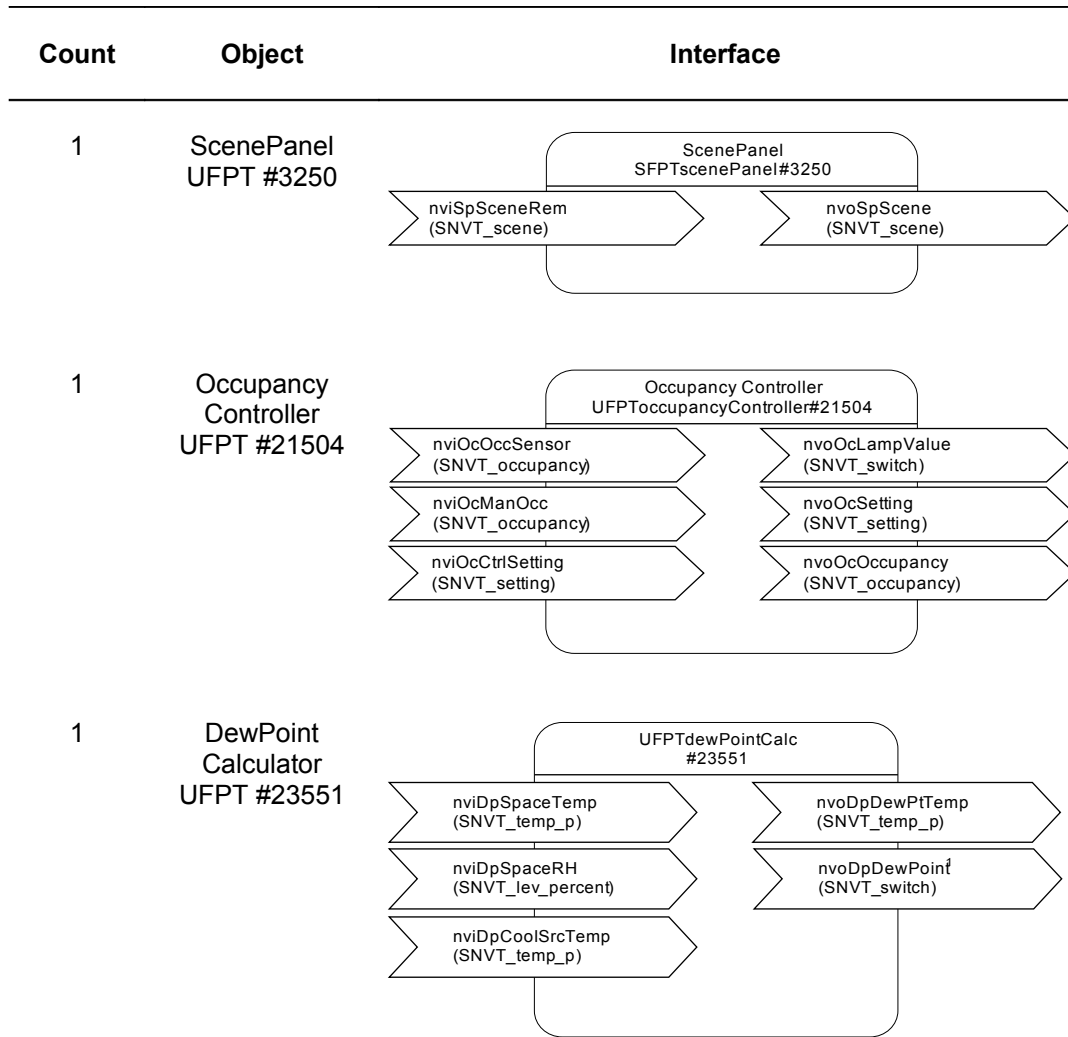 Count Object Interface
1 ScenePanel
UFPT #3250
ScenePanel
SFPTscenePanel#3250
nviSpSceneRem
(SNVT_scene)
nvoSpScene
(SNVT_scene)
1 Occupancy
Controller
UFPT #21504
Occupancy Controller
UFPToccupancyController#21504
nviOcOccSensor
(SNVT_occupancy)
nvoOcLampValue
(SNVT_switch)
nviOcManOcc
(SNVT_occupancy)
nvoOcSetting
(SNVT_setting)
nviOcCtrlSetting
(SNVT_setting)
nvoOcOccupancy
(SNVT_occupancy)
1 DewPoint
Calculator
UFPT #23551
UFPTdewPointCalc
#23551
nviDpSpaceTemp
(SNVT_temp_p)
nvoDpDewPtTemp
(SNVT_temp_p)
nviDpSpaceRH
(SNVT_lev_percent)
nvoDpDewPoint1
(SNVT_switch)
nviDpCoolSrcTemp
(SNVT_temp_p)